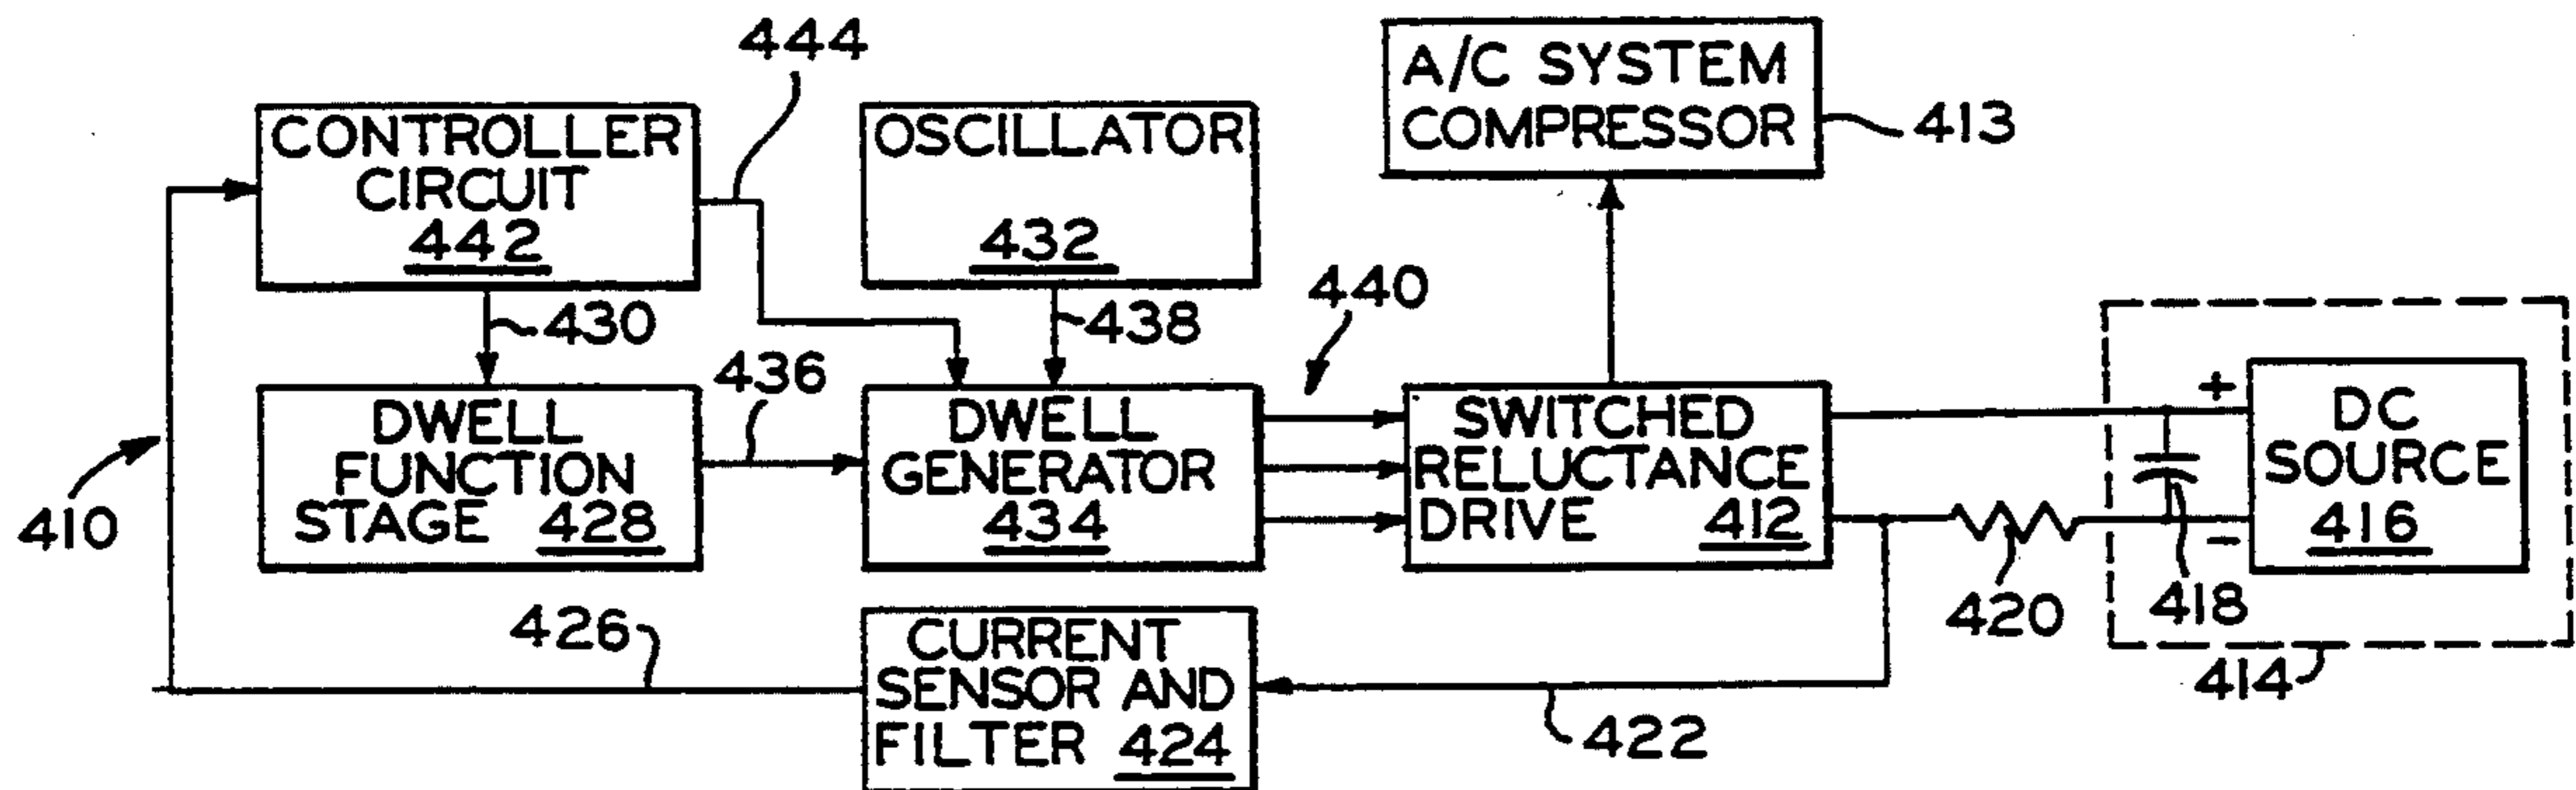 444
A/C SYSTEM
COMPRESSOR
413
CONTROLLER
CIRCUIT
442
OSCILLATOR
432
430
438
440
436
410
DWELL
FUNCTION
STAGE 428
DWELL
GENERATOR
434
SWITCHED
RELUCTANCE
DRIVE 412
+
-
DC
SOURCE
416
420
418
414
426
CURRENT
SENSOR AND
FILTER 424
422